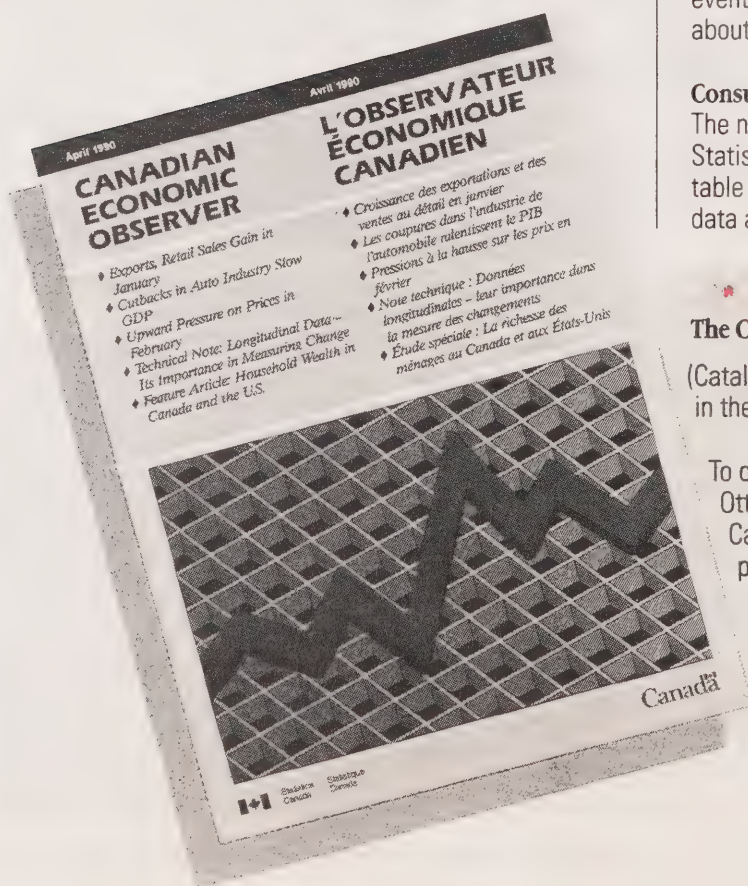 April 1990
Avril 1990
CANADIAN
ECONOMIC
OBSERVER
♦ Exports, Retail Sales Gain in
January
♦ Cutbacks in Auto Industry Slow
GDP
♦ Upward Pressure on Prices in
February
♦ Technical Note: Longitudinal Data--
Its Importance in Measuring Change
♦ Feature Article: Household Wealth in
Canada and the U.S.
L'OBSERVATEUR
ÉCONOMIQUE
CANADIEN
♦ Croissance des exportations et des
ventes au détail en janvier
♦ Les coupures dans l'industrie de
l'automobile ralentissent le PIB
♦ Pressions à la hausse sur les prix en
février
♦ Note technique : Données
longitudinales – leur importance dans
la mesure des changements
♦ Étude spéciale : La richesse des
ménages au Canada et aux États-Unis
Canada
Statistics Statistique
Canada Canada
about
Consu
The n
Statis
table
data a
The C
(Catal
in the
To c
Ott
Ca
p